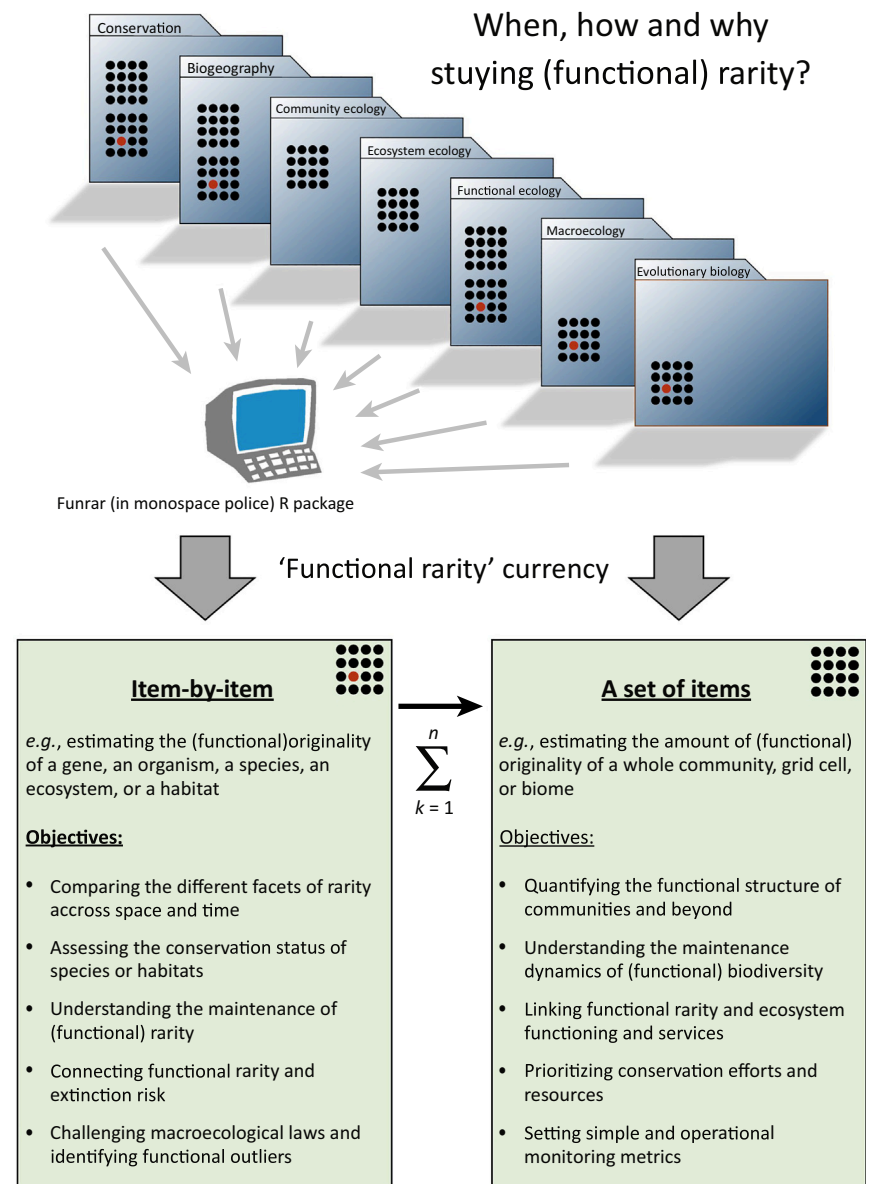 When, how and why
stuying (functional) rarity?
Conservation
Biogeography
Community ecology
Ecosystem ecology
Functional ecology
Macroecology
Evolutionary biology
Funrar (in monospace police) R package
‘Functional rarity’ currency
Item-by-item
e.g., estimating the (functional)originality
of a gene, an organism, a species, an
ecosystem, or a habitat
Objectives:
• Comparing the different facets of rarity
accross space and time
• Assessing the conservation status of
species or habitats
• Understanding the maintenance of
(functional) rarity
• Connecting functional rarity and
extinction risk
• Challenging macroecological laws and
identifying functional outliers
n
∑
k = 1
A set of items
e.g., estimating the amount of (functional)
originality of a whole community, grid cell,
or biome
Objectives:
• Quantifying the functional structure of
communities and beyond
• Understanding the maintenance
dynamics of (functional) biodiversity
• Linking functional rarity and ecosystem
functioning and services
• Prioritizing conservation efforts and
resources
• Setting simple and operational
monitoring metrics